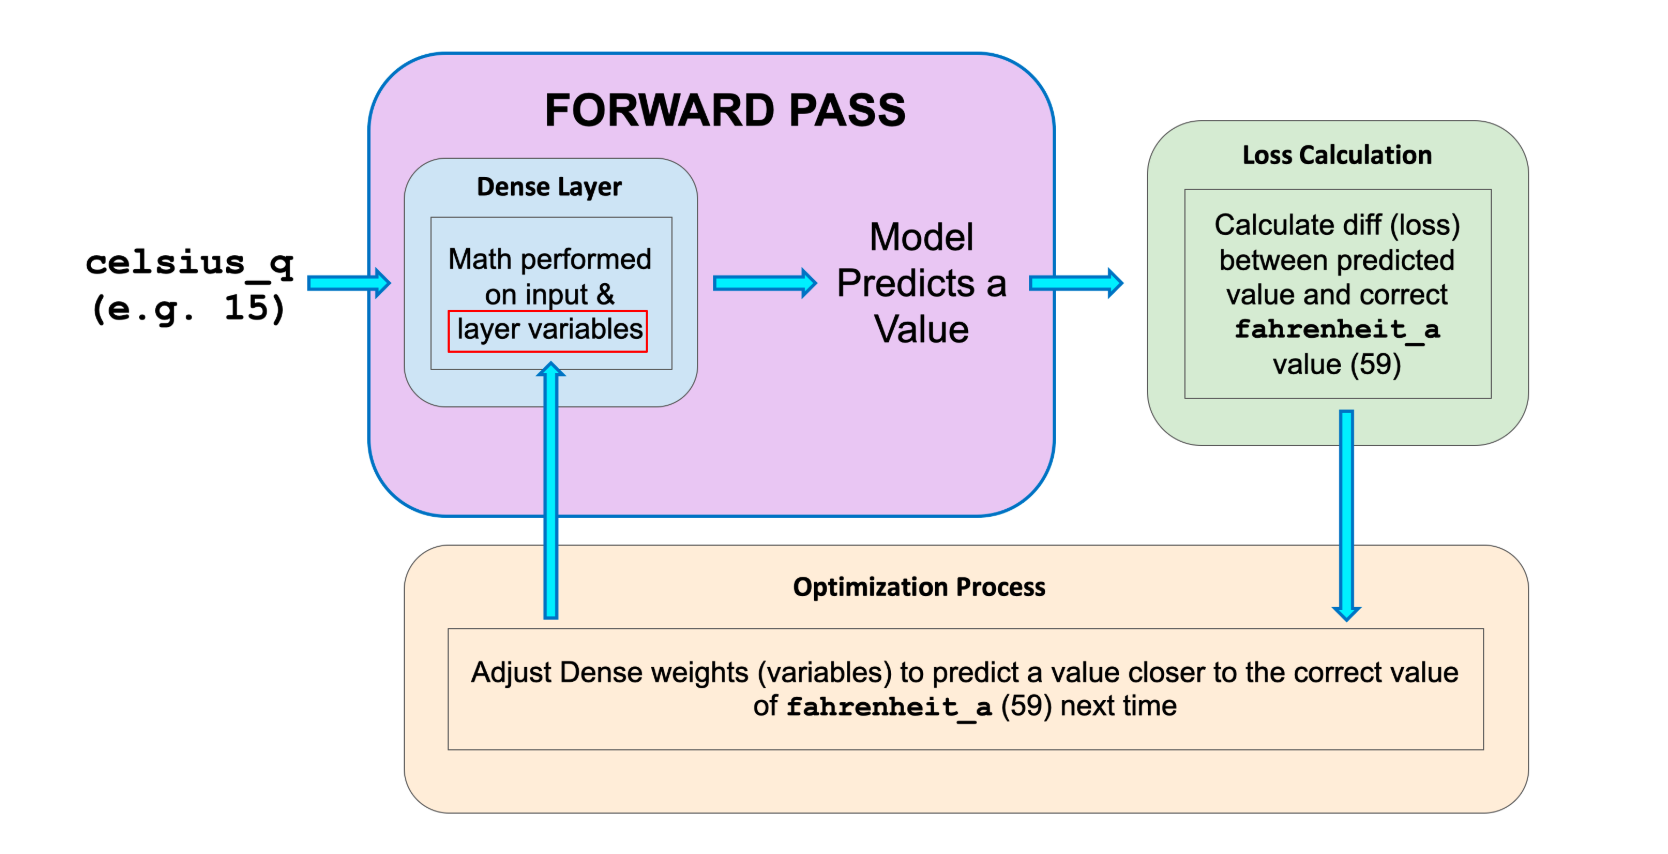 FORWARD PASS
celsius_q
(e.g. 15)
Dense Layer
Math performed
on input &
layer variables
Model
Predicts a
Value
Loss Calculation
Calculate diff (loss)
between predicted
value and correct
fahrenheit_a
value (59)
Optimization Process
Adjust Dense weights (variables) to predict a value closer to the correct value
of fahrenheit_a (59) next time